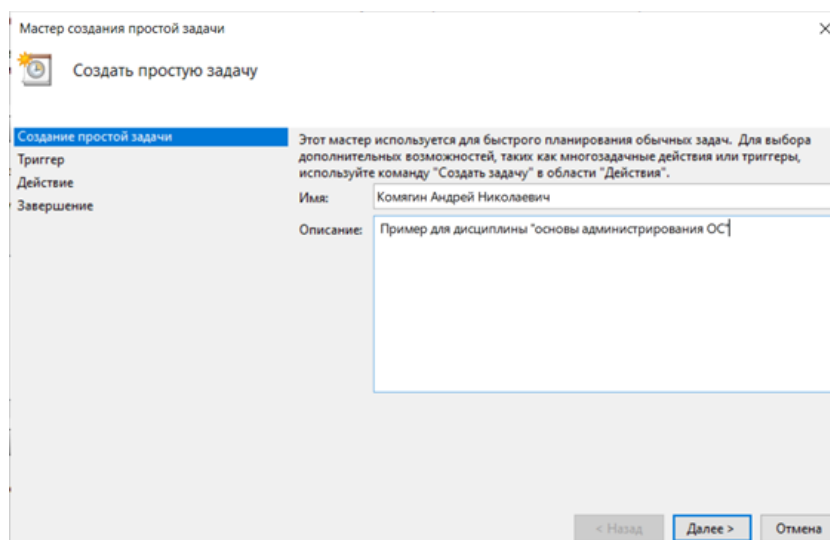 Мастер создания простой задачи
Создать простую задачу
Создание простой задачи
Триггер
Действие
Завершение
Этот мастер используется для быстрого планирования обычных задач. Для выбора
дополнительных возможностей, таких как многозадачные действия или триггеры,
используйте команду "Создать задачу" в области "Действия".
Имя: Комягин Андрей Николаевич
Описание: Пример для дисциплины "основы администрирования ОС"
< Назад Далее > Отмена